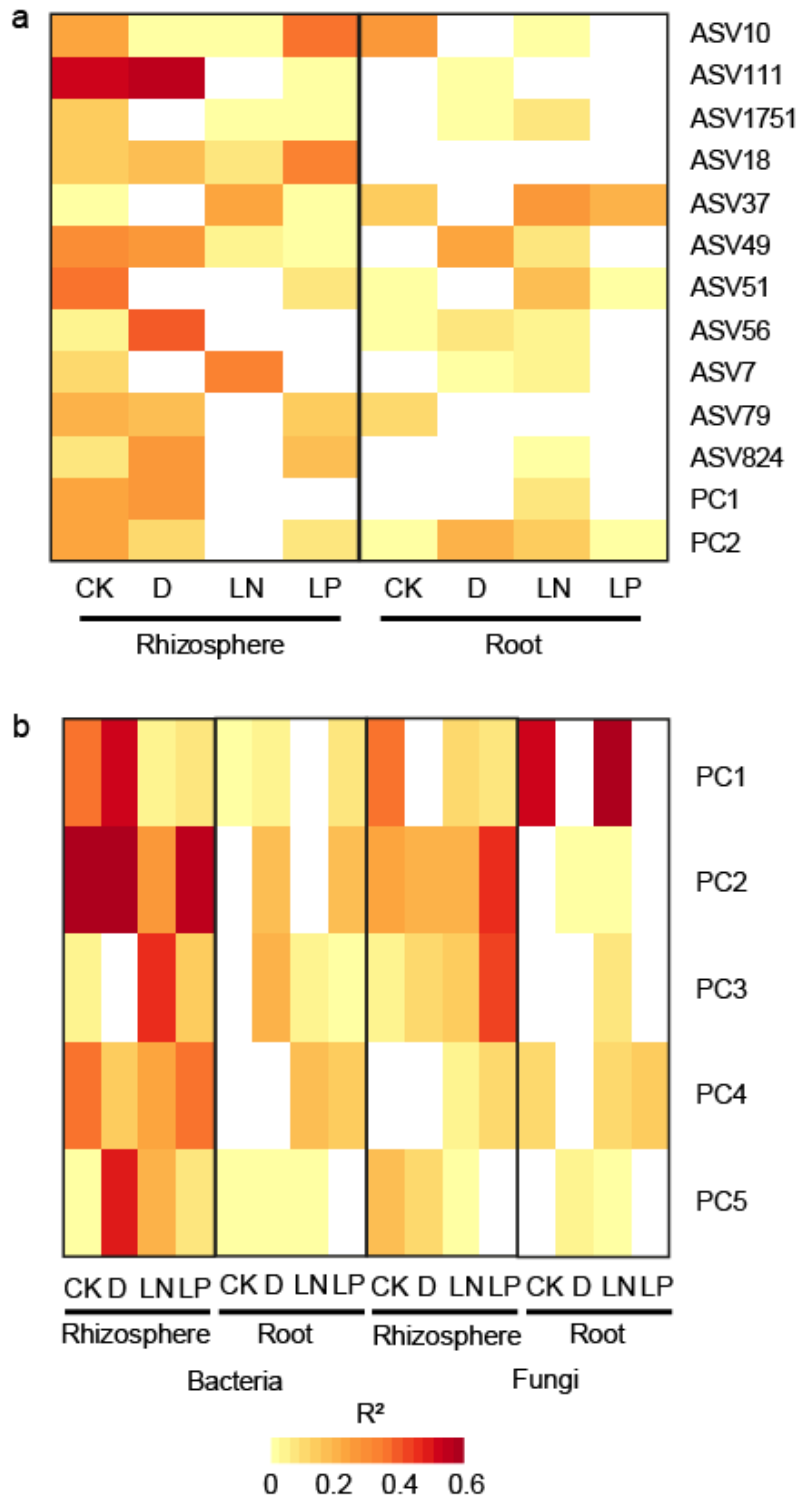 a
ASV10
ASV111
ASV1751
ASV18
ASV37
ASV49
ASV51
ASV56
ASV7
ASV79
ASV824
PC1
PC2
CK D LN LP CK D LN LP
Rhizosphere Root
b
PC1
PC2
PC3
PC4
PC5
CK D LN LP CK D LN LP CK D LN LP CK D LN LP
Rhizosphere Root Rhizosphere Root
Bacteria Fungi
R²
0 0.2 0.4 0.6